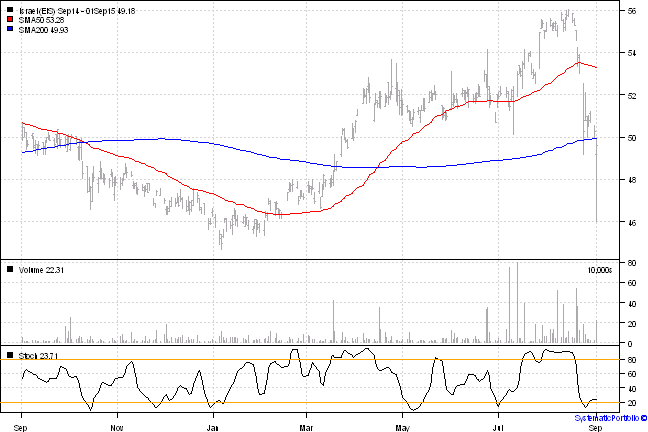 Israel (EIS) Sep14 - 01Sep15 49.18
SMA50 53.28
SMA200 49.93
56
54
52
50
48
46
Volume 22.31
10,000s
80
60
40
20
0
Stoch 23.71
80
60
40
20
Sep
Nov
Jan
Mar
May
Jul
Sep
SystematicPortfolio ©